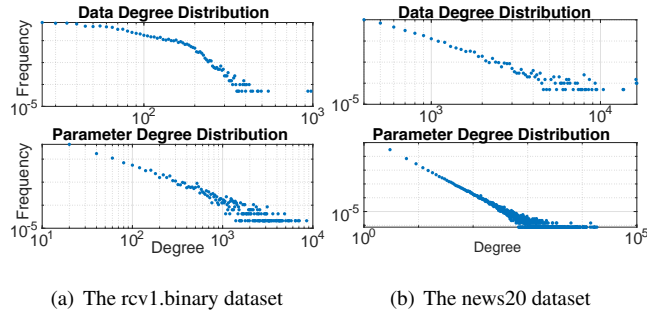 Data Degree Distribution
Frequency
10^-5
10^2
10^3
Parameter Degree Distribution
Frequency
10^-5
10^1
10^2
10^3
10^4
Degree
(a) The rcv1.binary dataset
Data Degree Distribution
10^-5
10^3
10^4
Parameter Degree Distribution
10^-5
10^0
10^5
Degree
(b) The news20 dataset